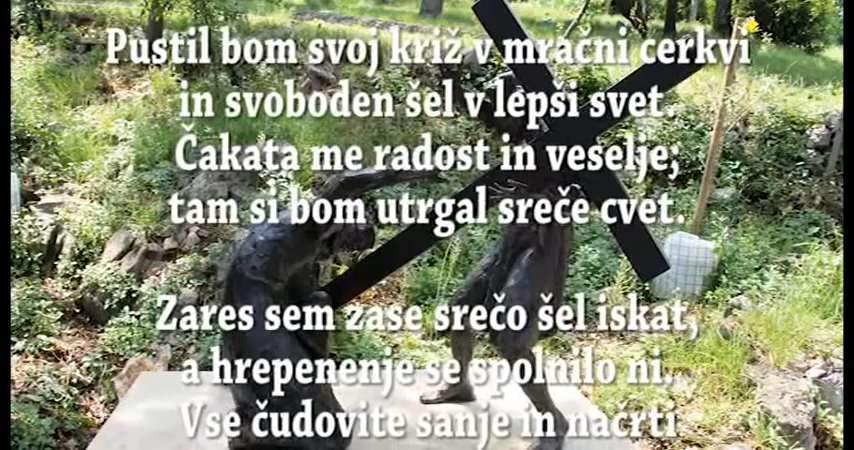 Pustil bom svoj križ v mračni cerkvi
in svoboden šel v lepši svet.
Čakata me radost in veselje;
tam si bom utrgal sreče cvet.
Zares sem zase srečo šel iskat,
a hrepenenje se spolnilo ni.
Vse čudovite sanje in načrti